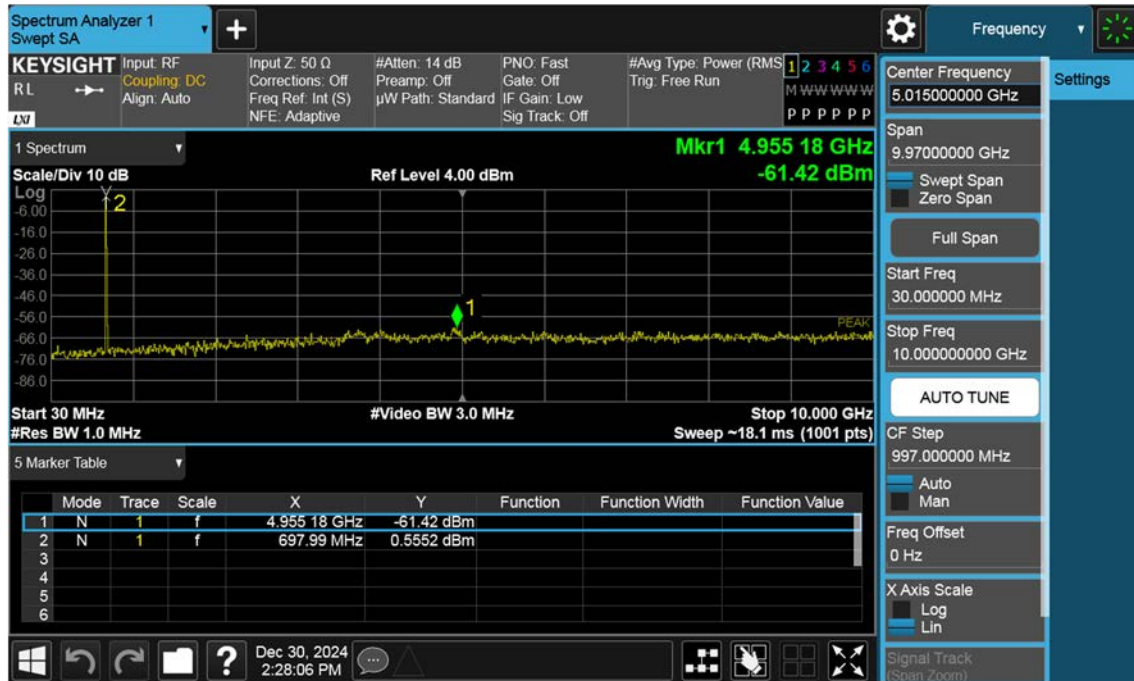 Spectrum Analyzer 1
Swept SA
+
Frequency
KEYSIGHT
RL
LXI
Input: RF
Coupling: DC
Align: Auto
Input Z: 50 Ω
Corrections: Off
Freq Ref: Int (S)
NFE: Adaptive
#Atten: 14 dB
Preamp: Off
µW Path: Standard
PNO: Fast
Gate: Off
IF Gain: Low
Sig Track: Off
#Avg Type: Power (RMS
Trig: Free Run
1 2 3 4 5 6
M W W W W W
P P P P P P
1 Spectrum
Mkr1 4.955 18 GHz
-61.42 dBm
Scale/Div 10 dB
Ref Level 4.00 dBm
Log
-6.00
-16.0
-26.0
-36.0
-46.0
-56.0
-66.0
-76.0
-86.0
2
1
PEAK
Start 30 MHz
#Video BW 3.0 MHz
Stop 10.000 GHz
#Res BW 1.0 MHz
Sweep ~18.1 ms (1001 pts)
5 Marker Table
Mode Trace Scale X Y Function Function Width Function Value
1 N 1 f 4.955 18 GHz -61.42 dBm
2 N 1 f 697.99 MHz 0.5552 dBm
3
4
5
6
Dec 30, 2024
2:28:06 PM
Center Frequency
5.015000000 GHz
Span
9.97000000 GHz
Swept Span
Zero Span
Full Span
Start Freq
30.000000 MHz
Stop Freq
10.000000000 GHz
AUTO TUNE
CF Step
997.000000 MHz
Auto
Man
Freq Offset
0 Hz
X Axis Scale
Log
Lin
Signal Track
(Span Zoom)
Settings